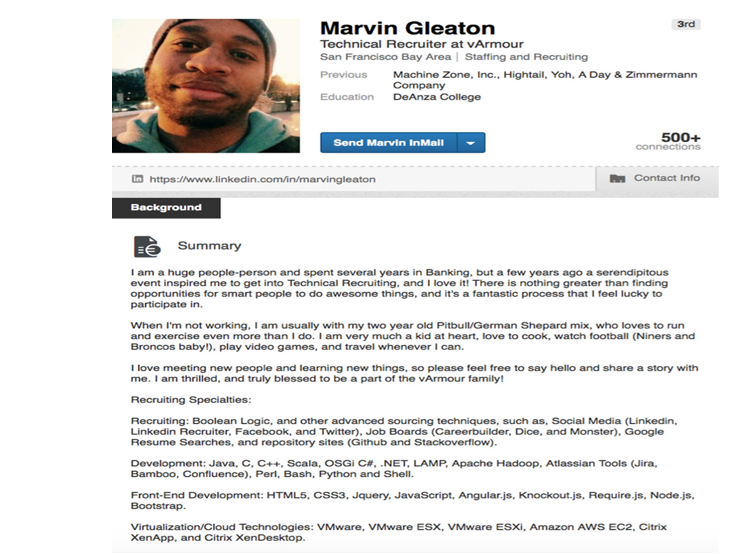 Marvin Gleaton
3rd
Technical Recruiter at vArmour
San Francisco Bay Area | Staffing and Recruiting
Previous Machine Zone, Inc., Hightail, Yoh, A Day & Zimmermann
Company
Education DeAnza College
Send Marvin InMail
500+
connections
https://www.linkedin.com/in/marvingleaton
Contact Info
Background
Summary
I am a huge people-person and spent several years in Banking, but a few years ago a serendipitous
event inspired me to get into Technical Recruiting, and I love it! There is nothing greater than finding
opportunities for smart people to do awesome things, and it's a fantastic process that I feel lucky to
participate in.
When I'm not working, I am usually with my two year old Pitbull/German Shepard mix, who loves to run
and exercise even more than I do. I am very much a kid at heart, love to cook, watch football (Niners and
Broncos baby!), play video games, and travel whenever I can.
I love meeting new people and learning new things, so please feel free to say hello and share a story with
me. I am thrilled, and truly blessed to be a part of the vArmour family!
Recruiting Specialties:
Recruiting: Boolean Logic, and other advanced sourcing techniques, such as, Social Media (Linkedin,
Linkedin Recruiter, Facebook, and Twitter), Job Boards (Careerbuilder, Dice, and Monster), Google
Resume Searches, and repository sites (Github and Stackoverflow).
Development: Java, C, C++, Scala, OSGi C#, .NET, LAMP, Apache Hadoop, Atlassian Tools (Jira,
Bamboo, Confluence), Perl, Bash, Python and Shell.
Front-End Development: HTML5, CSS3, Jquery, JavaScript, Angular.js, Knockout.js, Require.js, Node.js,
Bootstrap.
Virtualization/Cloud Technologies: VMware, VMware ESX, VMware ESXi, Amazon AWS EC2, Citrix
XenApp, and Citrix XenDesktop.